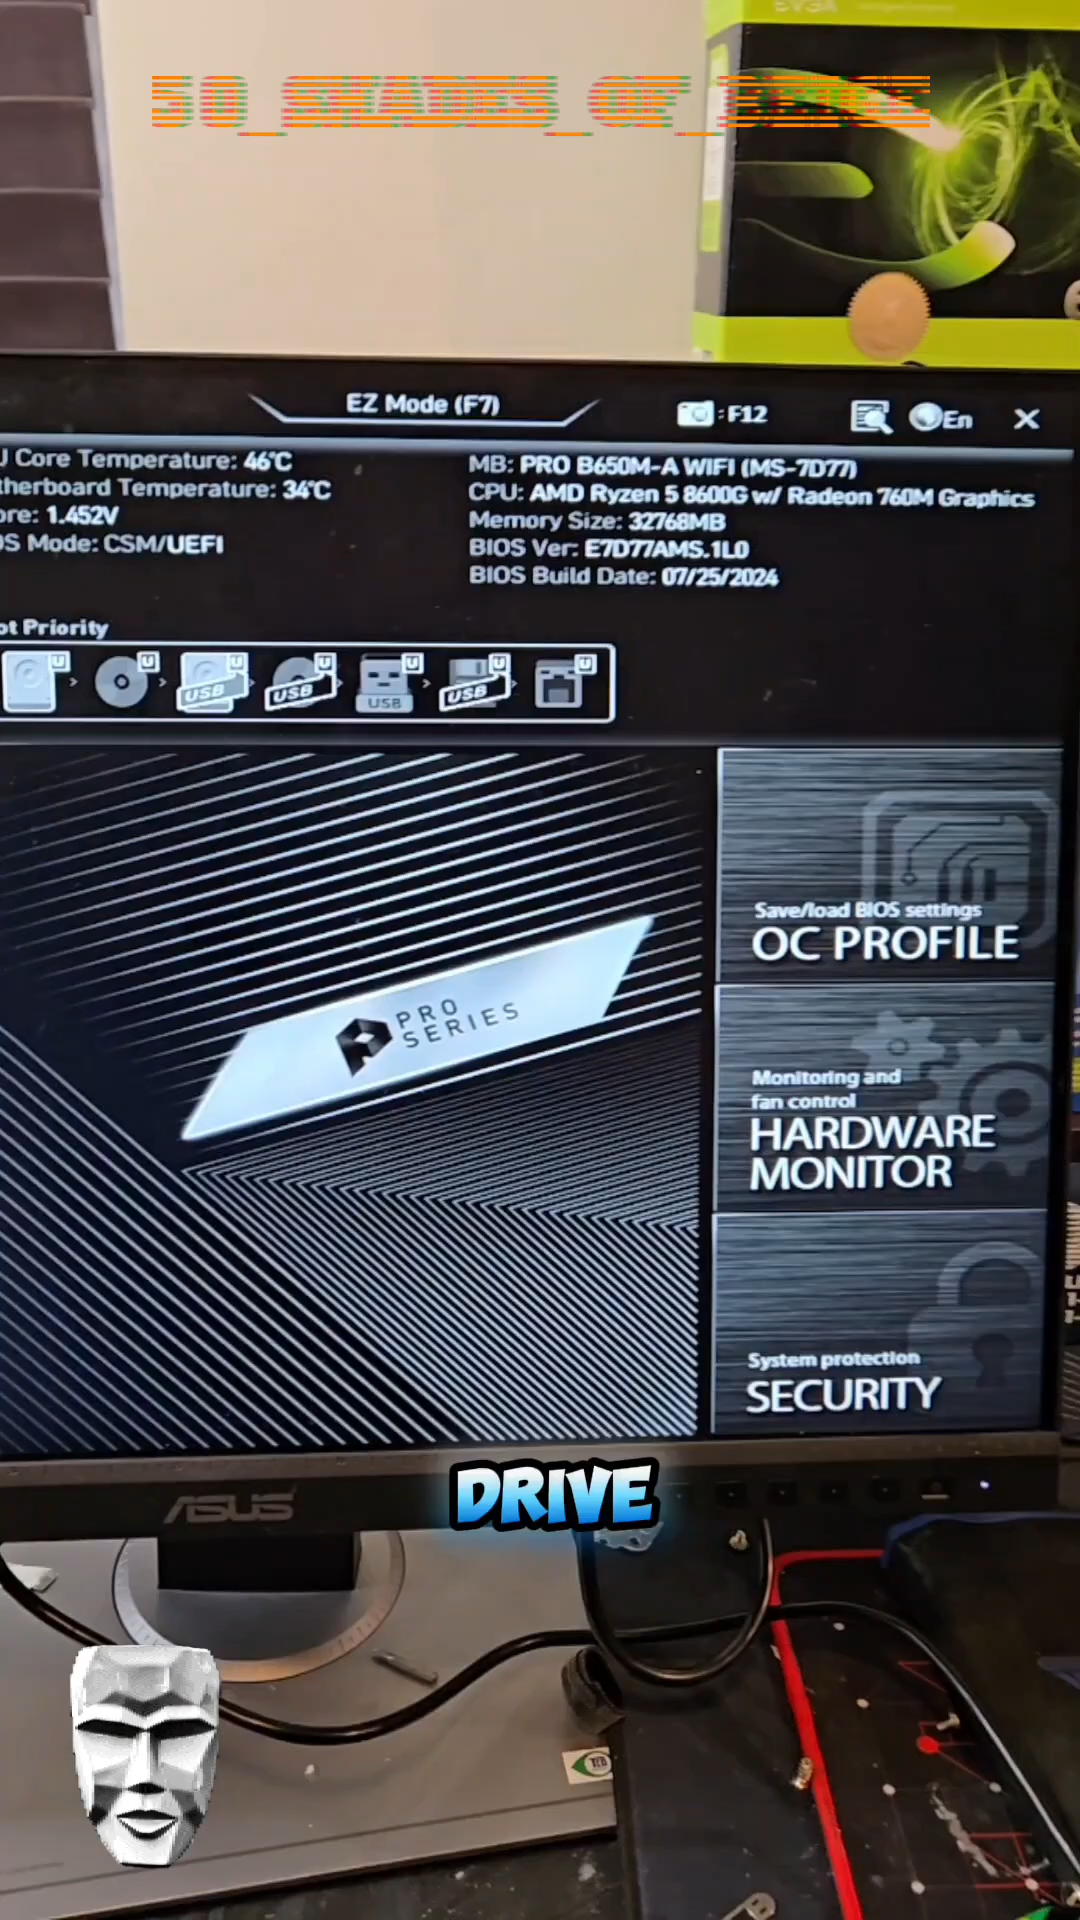 EVGA
50_SHADES_OF_
EZ Mode (F7)
: F12
En
X
U Core Temperature: 46°C
therboard Temperature: 34°C
ore: 1.452V
OS Mode: CSM/UEFI
MB: PRO B650M-A WIFI (MS-7D77)
CPU: AMD Ryzen 5 8600G w/ Radeon 760M Graphics
Memory Size: 32768MB
BIOS Ver: E7D77AMS.1L0
BIOS Build Date: 07/25/2024
ot Priority
U U U U U U U
USB USB USB USB
PRO
SERIES
Save/load BIOS settings
OC PROFILE
Monitoring and
fan control
HARDWARE
MONITOR
System protection
SECURITY
ASUS
DRIVE